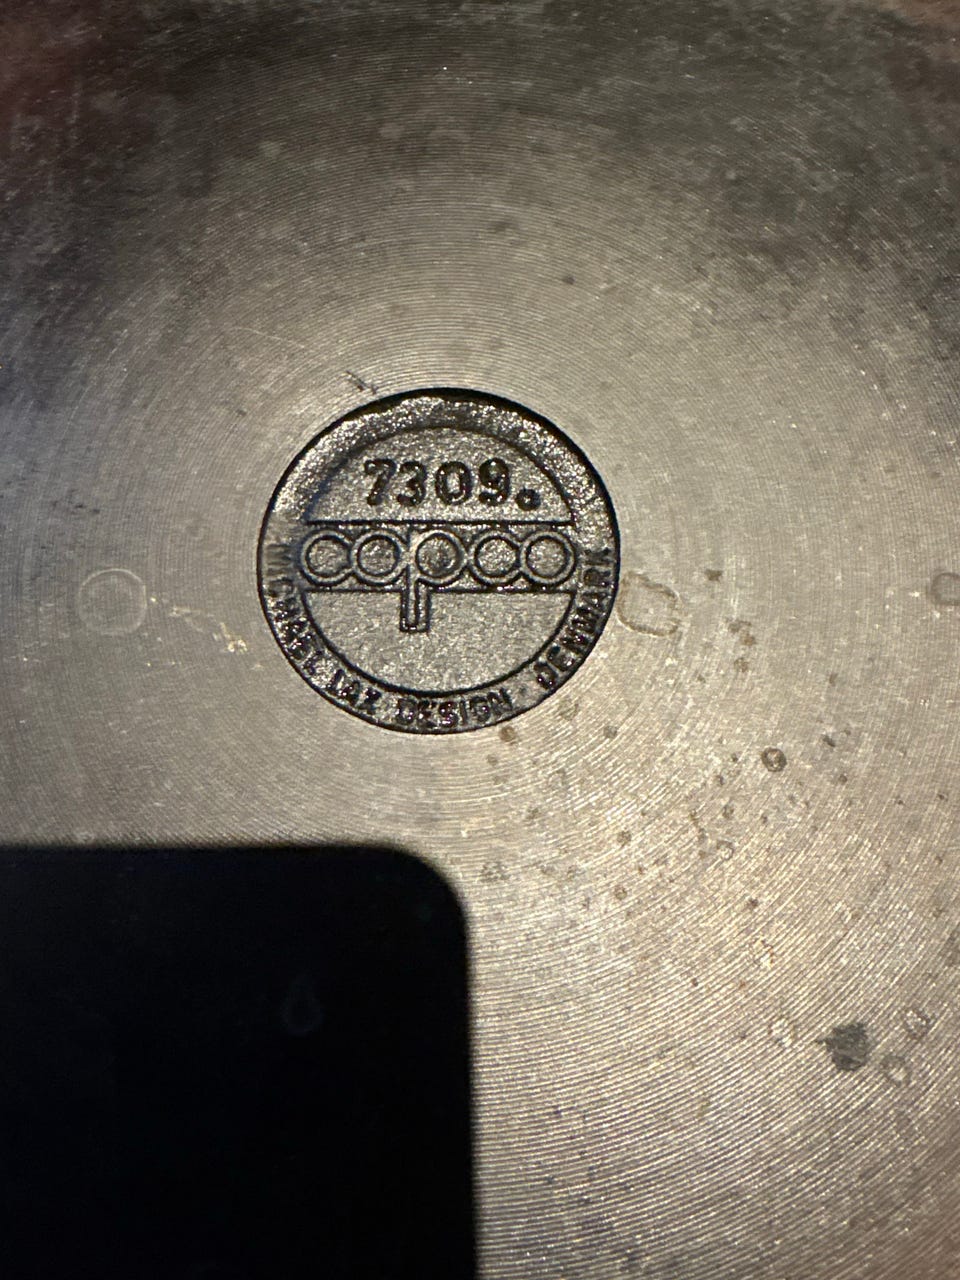 7309.
copco
MICHAEL LAX DESIGN · DENMARK